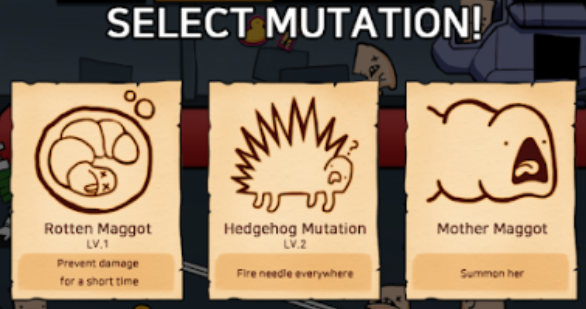 SELECT MUTATION!
Rotten Maggot
LV.1
Prevent damage
for a short time
Hedgehog Mutation
LV.2
?
Fire needle everywhere
Mother Maggot
Summon her